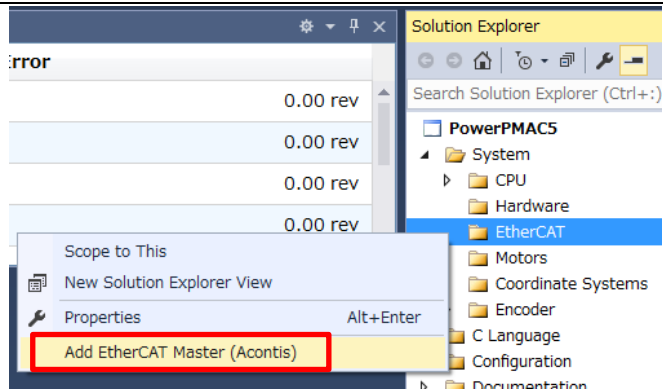 Error
0.00 rev
0.00 rev
0.00 rev
0.00 rev
Scope to This
New Solution Explorer View
Properties Alt+Enter
Add EtherCAT Master (Acontis)
Solution Explorer
Search Solution Explorer (Ctrl+:)
PowerPMAC5
System
CPU
Hardware
EtherCAT
Motors
Coordinate Systems
Encoder
C Language
Configuration
Documentation